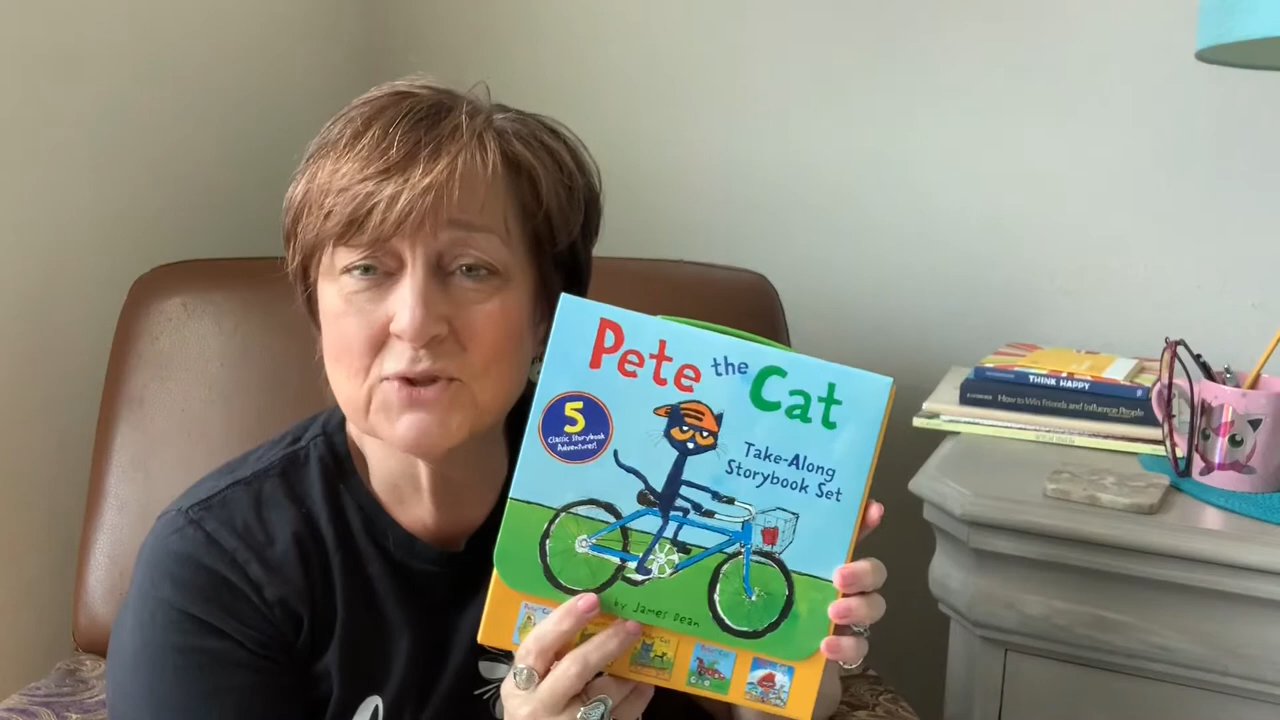 Pete the Cat
5
Classic Storybook
Adventures!
Take-Along
Storybook Set
by James Dean
THINK HAPPY
How to Win Friends and Influence People